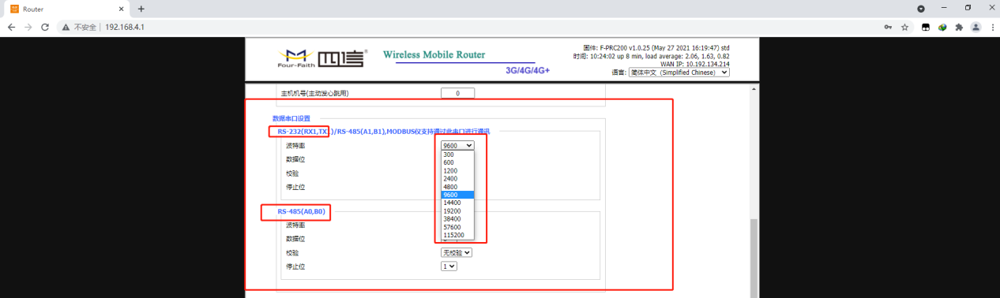 Router
不安全 192.168.4.1
Four-Faith 四信®
Wireless Mobile Router
3G/4G/4G+
固件: F-PRC200 v1.0.25 (May 27 2021 16:19:47) std
时间: 10:24:02 up 8 min, load average: 2.06, 1.63, 0.82
WAN IP: 10.192.134.214
语言: 简体中文 (Simplified Chinese)
主机机号(主动发心跳用) 0
数据串口设置
RS-232(RX1,TX1)/RS-485(A1,B1),MODBUS仅支持通过此串口进行通讯
波特率 9600
数据位
校验
停止位
300
600
1200
2400
4800
9600
14400
19200
38400
57600
115200
RS-485(A0,B0)
波特率
数据位
校验 无校验
停止位 1